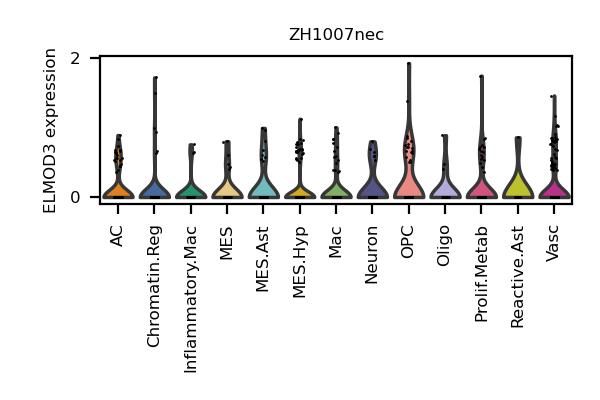 ZH1007nec
ELMOD3 expression
2
0
AC
Chromatin.Reg
Inflammatory.Mac
MES
MES.Ast
MES.Hyp
Mac
Neuron
OPC
Oligo
Prolif.Metab
Reactive.Ast
Vasc